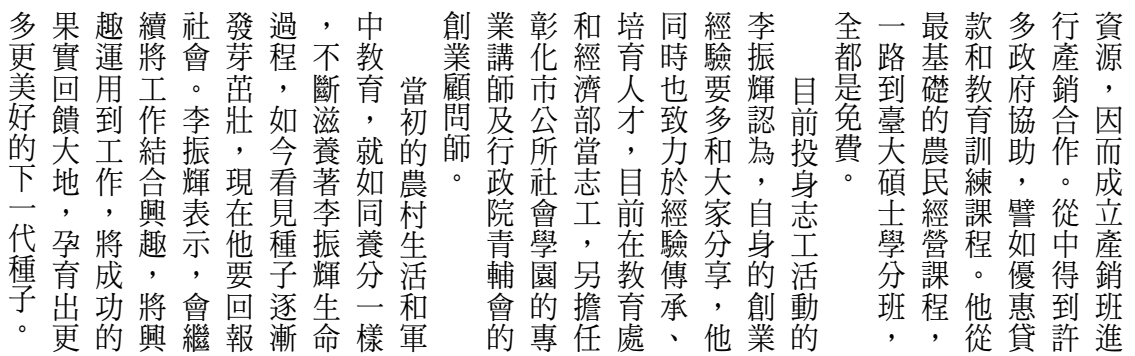 資源，因而成立產銷班進
行產銷合作。從中得到許
多政府協助，譬如優惠貸
款和教育訓練課程。他從
最基礎的農民經營課程，
一路到臺大碩士學分班，
全都是免費。
目前投身志工活動的
李振輝認為，自身的創業
經驗要多和大家分享，他
同時也致力於經驗傳承、
培育人才，目前在教育處
和經濟部當志工，另擔任
彰化市公所社會學園的專
業講師及行政院青輔會的
創業顧問師。
當初的農村生活和軍
中教育，就如同養分一樣
，不斷滋養著李振輝生命
過程，如今看見種子逐漸
發芽茁壯，現在他要回報
社會。李振輝表示，會繼
續將工作結合興趣，將興
趣運用到工作，將成功的
果實回饋大地，孕育出更
多更美好的下一代種子。